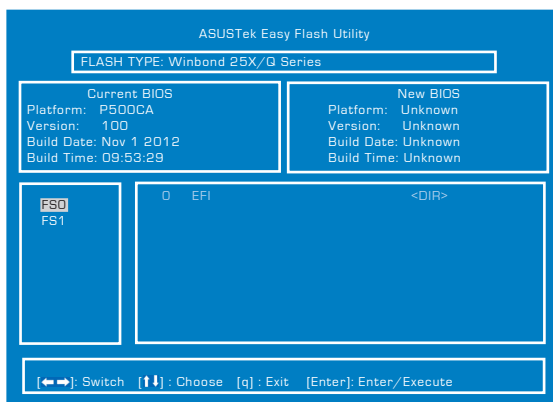 ASUSTek Easy Flash Utility
FLASH TYPE: Winbond 25X/Q Series
Current BIOS
Platform: P500CA
Version: 100
Build Date: Nov 1 2012
Build Time: 09:53:29
New BIOS
Platform: Unknown
Version: Unknown
Build Date: Unknown
Build Time: Unknown
FS0
FS1
0 EFI <DIR>
[←→]: Switch [↑↓] : Choose [q] : Exit [Enter]: Enter/Execute